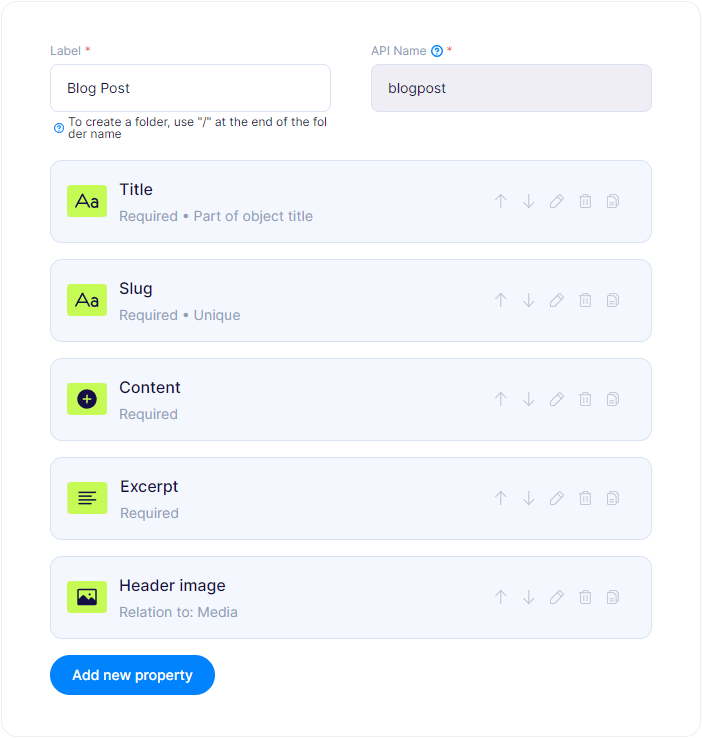 Label *
API Name ? *
Blog Post
blogpost
? To create a folder, use "/" at the end of the fol
der name
Aa Title
Required • Part of object title
Aa Slug
Required • Unique
Content
Required
Excerpt
Required
Header image
Relation to: Media
Add new property